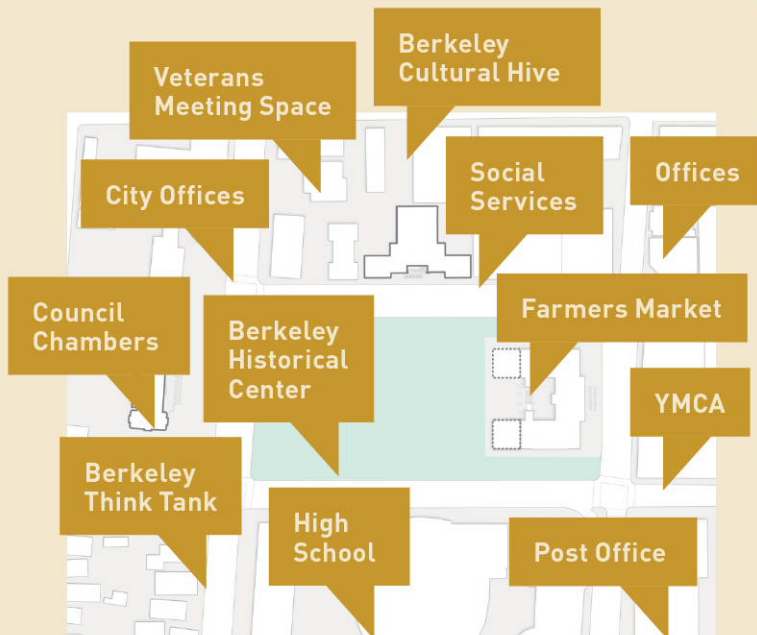 Berkeley
Cultural Hive
Veterans
Meeting Space
Social
Services
Offices
City Offices
Council
Chambers
Berkeley
Historical
Center
Farmers Market
YMCA
Berkeley
Think Tank
High
School
Post Office